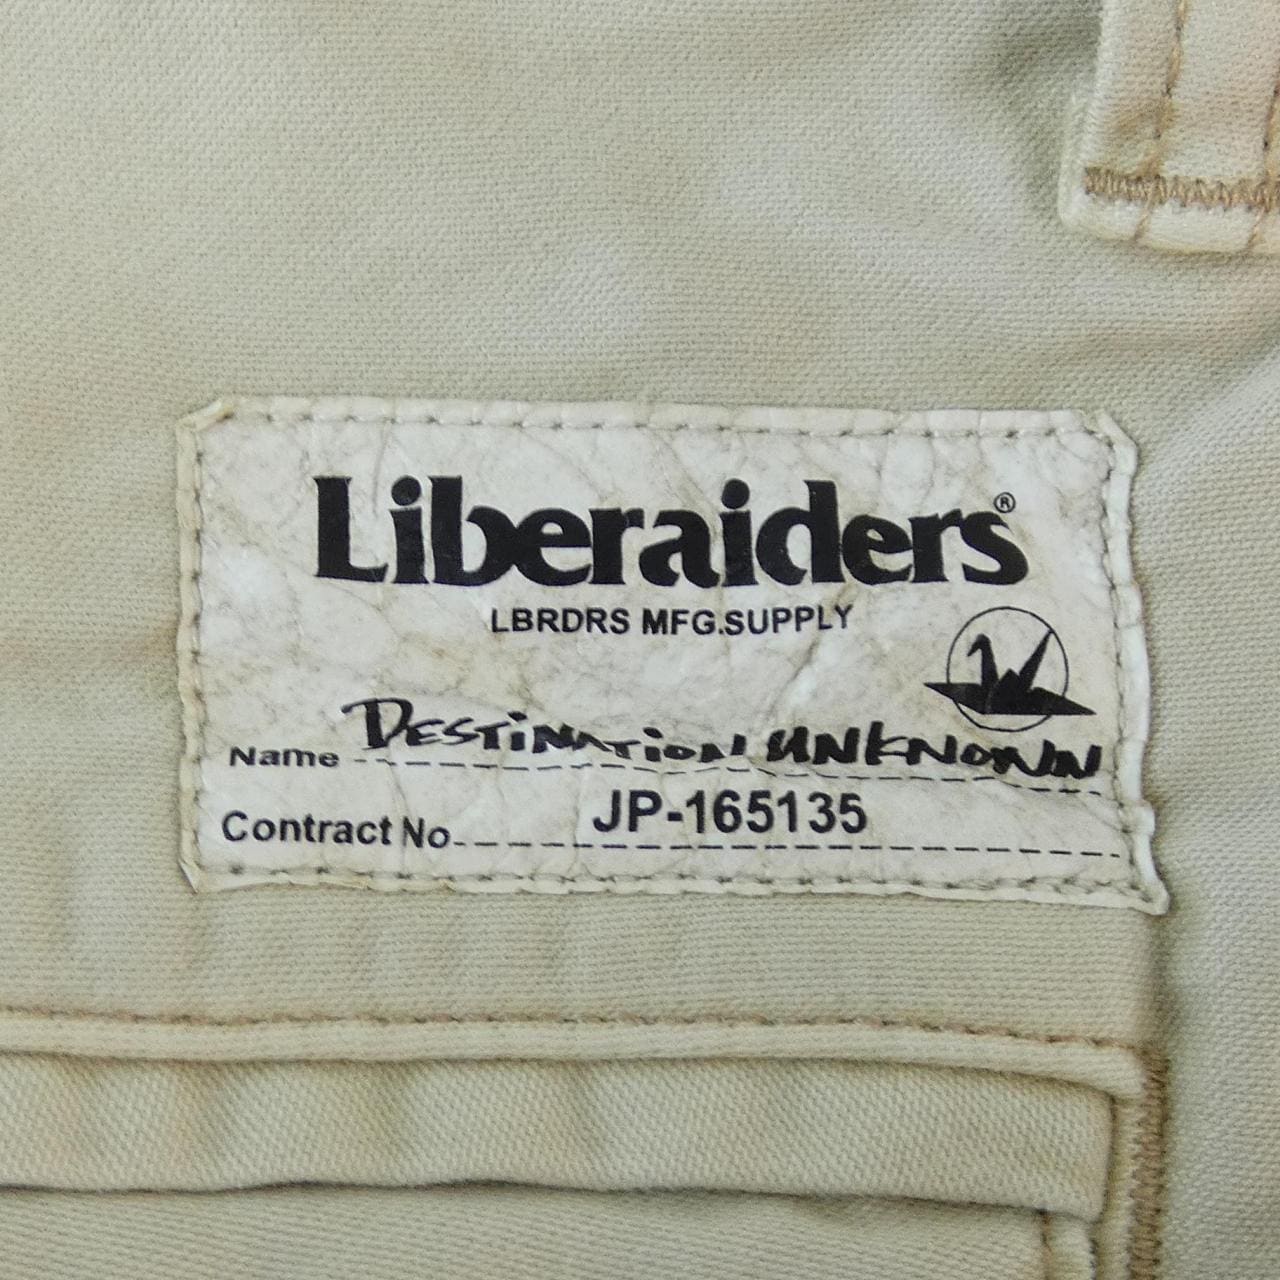 Liberaiders®
LBRDRS MFG.SUPPLY
Name DESTiNATiON UNKNOWN
Contract No. JP-165135